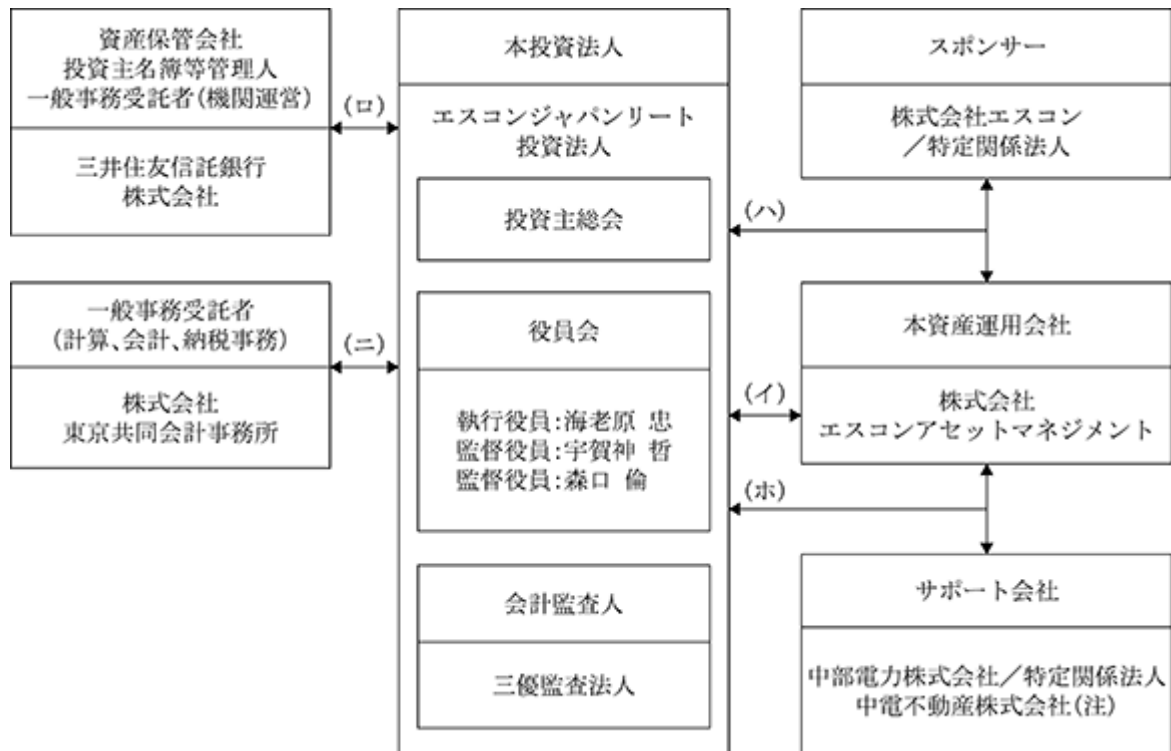 資産保管会社
投資主名簿等管理人
一般事務受託者(機関運営)
三井住友信託銀行
株式会社
(ロ)
一般事務受託者
(計算、会計、納税事務)
株式会社
東京共同会計事務所
(ニ)
本投資法人
エスコンジャパンリート
投資法人
投資主総会
役員会
執行役員:海老原 忠
監督役員:宇賀神 哲
監督役員:森口 倫
会計監査人
三優監査法人
スポンサー
株式会社エスコン
／特定関係法人
(ハ)
本資産運用会社
(イ)
株式会社
エスコンアセットマネジメント
(ホ)
サポート会社
中部電力株式会社／特定関係法人
中電不動産株式会社(注)